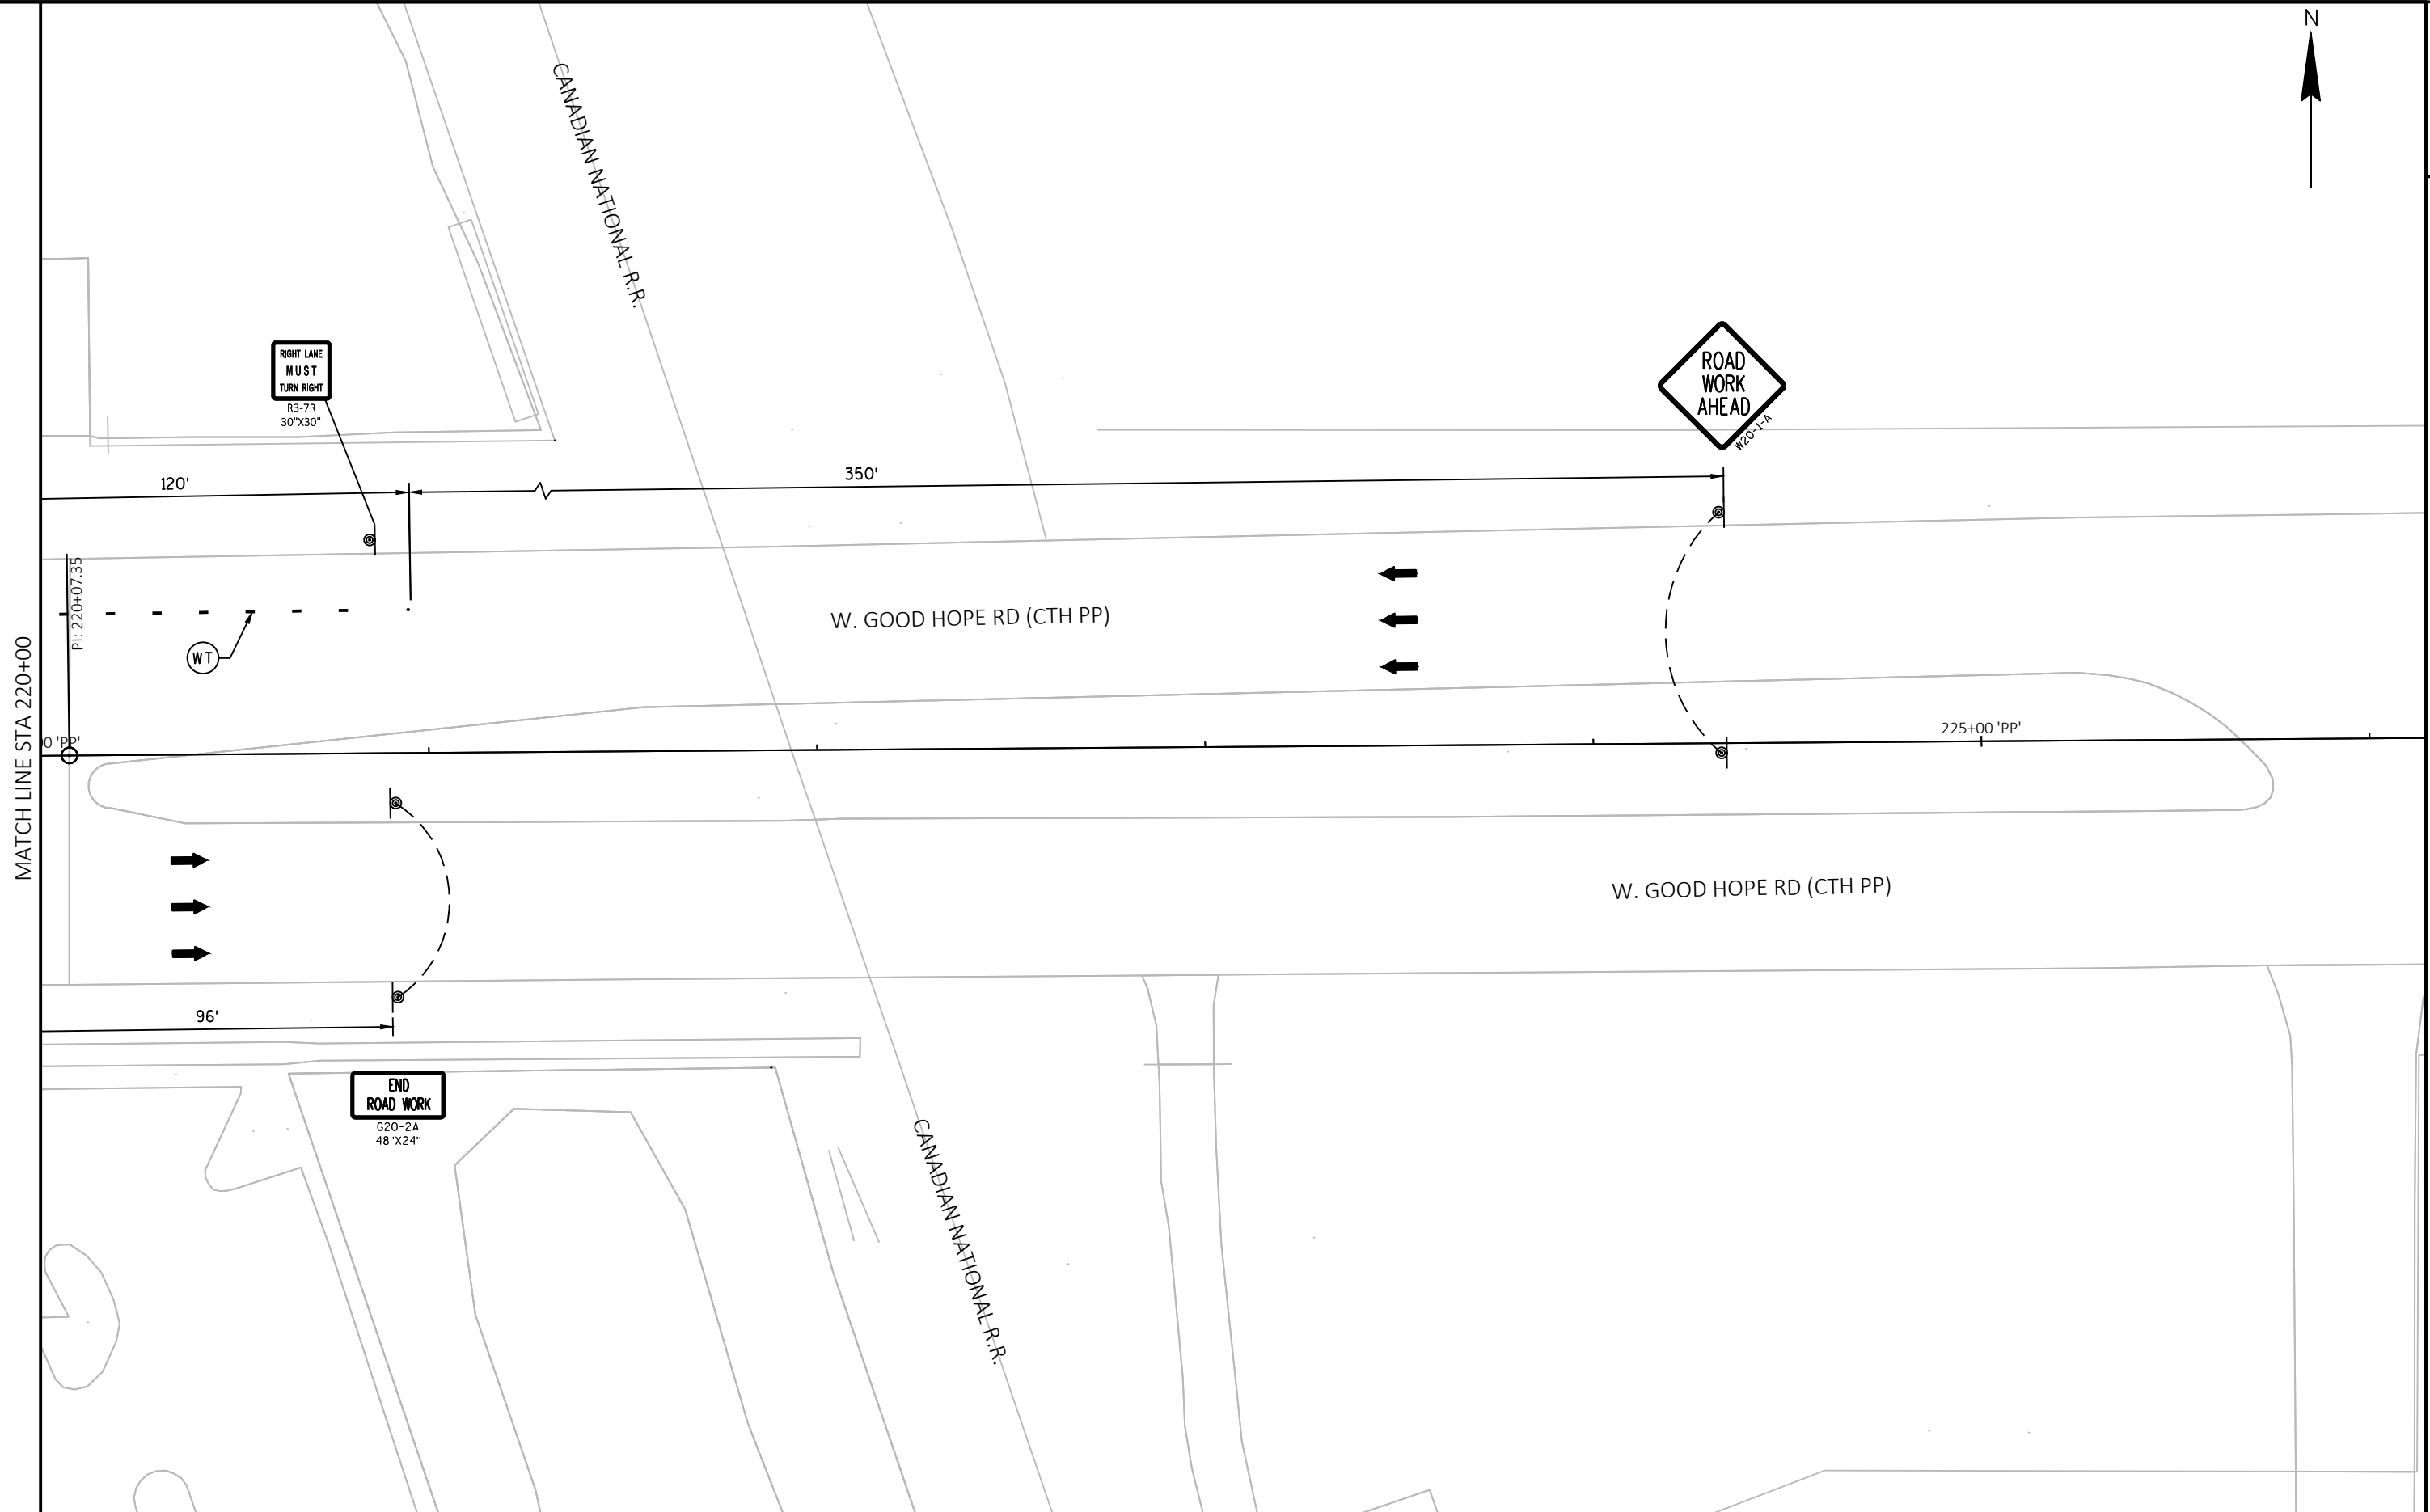 N
CANADIAN NATIONAL R.R.
RIGHT LANE
MUST
TURN RIGHT
R3-7R
30"X30"
ROAD
WORK
AHEAD
W20-1-A
120'
350'
PI: 220+07.35
W. GOOD HOPE RD (CTH PP)
WT
MATCH LINE STA 220+00
0 'PP'
225+00 'PP'
W. GOOD HOPE RD (CTH PP)
96'
END
ROAD WORK
G20-2A
48"X24"
CANADIAN NATIONAL R.R.